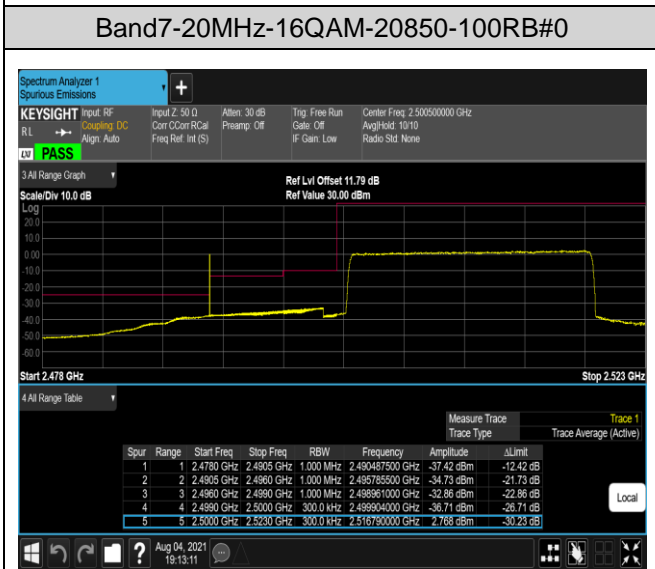 Band7-20MHz-16QAM-20850-100RB#0
Spectrum Analyzer 1
Spurious Emissions
+
KEYSIGHT Input: RF Input Z: 50 Ω Atten: 30 dB Trig: Free Run Center Freq: 2.500500000 GHz
RL Coupling: DC Corr CCorr RCal Preamp: Off Gate: Off Avg|Hold: 10/10
Align: Auto Freq Ref: Int (S) IF Gain: Low Radio Std: None
LXI PASS
3 All Range Graph
Ref Lvl Offset 11.79 dB
Scale/Div 10.0 dB Ref Value 30.00 dBm
Log
20.0
10.0
0.00
-10.0
-20.0
-30.0
-40.0
-50.0
-60.0
Start 2.478 GHz Stop 2.523 GHz
4 All Range Table
Measure Trace Trace 1
Trace Type Trace Average (Active)
Spur Range Start Freq Stop Freq RBW Frequency Amplitude ΔLimit
1 1 2.4780 GHz 2.4905 GHz 1.000 MHz 2.490487500 GHz -37.42 dBm -12.42 dB
2 2 2.4905 GHz 2.4960 GHz 1.000 MHz 2.495785500 GHz -34.73 dBm -21.73 dB
3 3 2.4960 GHz 2.4990 GHz 1.000 MHz 2.498961000 GHz -32.86 dBm -22.86 dB
4 4 2.4990 GHz 2.5000 GHz 300.0 kHz 2.499904000 GHz -36.71 dBm -26.71 dB
5 5 2.5000 GHz 2.5230 GHz 300.0 kHz 2.516790000 GHz 2.768 dBm -30.23 dB
Local
? Aug 04, 2021
19:13:11